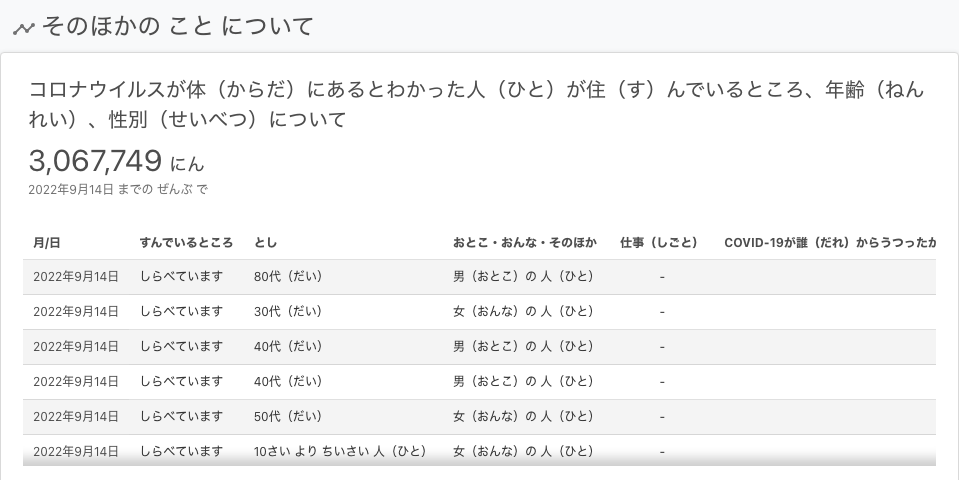 そのほかの こと について
コロナウイルスが体（からだ）にあるとわかった人（ひと）が住（す）んでいるところ、年齢（ねん
れい）、性別（せいべつ）について
3,067,749 にん
2022年9月14日 までの ぜんぶ で
月/日 すんでいるところ とし おとこ・おんな・そのほか 仕事（しごと） COVID-19が誰（だれ）からうつったか
2022年9月14日 しらべています 80代（だい） 男（おとこ）の 人（ひと） -
2022年9月14日 しらべています 30代（だい） 女（おんな）の 人（ひと） -
2022年9月14日 しらべています 40代（だい） 男（おとこ）の 人（ひと） -
2022年9月14日 しらべています 40代（だい） 男（おとこ）の 人（ひと） -
2022年9月14日 しらべています 50代（だい） 女（おんな）の 人（ひと） -
2022年9月14日 しらべています 10さい より ちいさい 人（ひと） 女（おんな）の 人（ひと） -